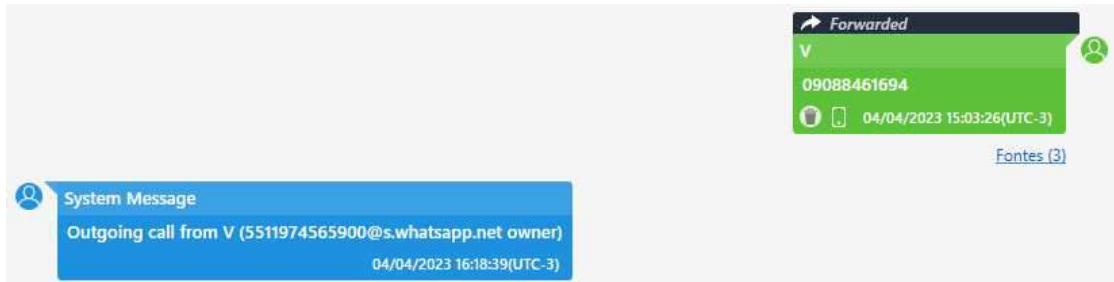 Forwarded
V
09088461694
04/04/2023 15:03:26(UTC-3)
Fontes (3)
System Message
Outgoing call from V (5511974565900@s.whatsapp.net owner)
04/04/2023 16:18:39(UTC-3)